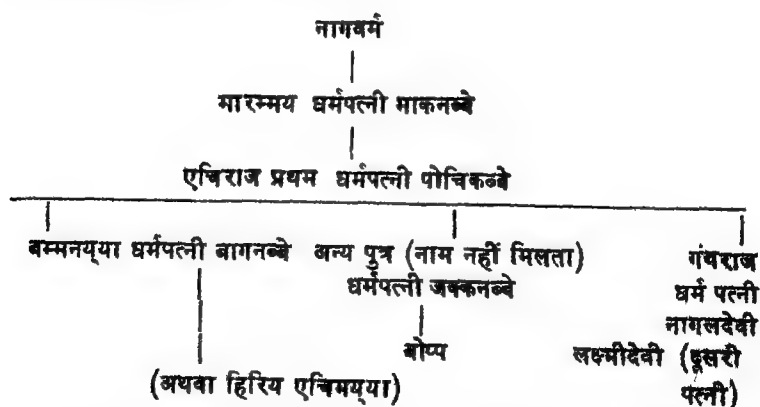 नागवर्म
मारम्मय धर्मपत्नी माकनब्बे
एचिराज प्रथम धर्मपत्नी पोचिकब्बे
बम्मनय्या धर्मपत्नी बागनब्बे अन्य पुत्र (नाम नहीं मिलता) गंगराज
धर्मपत्नी जक्कनब्बे धर्म पत्नी
नागलदेवी
बोप्प लक्ष्मीदेवी (दूसरी
(अथवा हिरिय एचिमय्या) पत्नी)